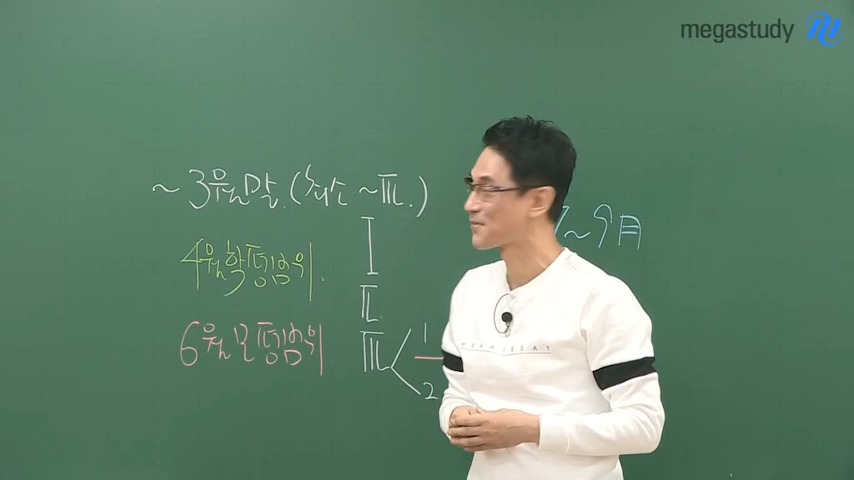 megastudy
~ 3월말. (최소 ~ Ⅲ.)
~ 9月
4월학평범위.
Ⅰ
Ⅱ.
6월모평범위
Ⅲ
1
2